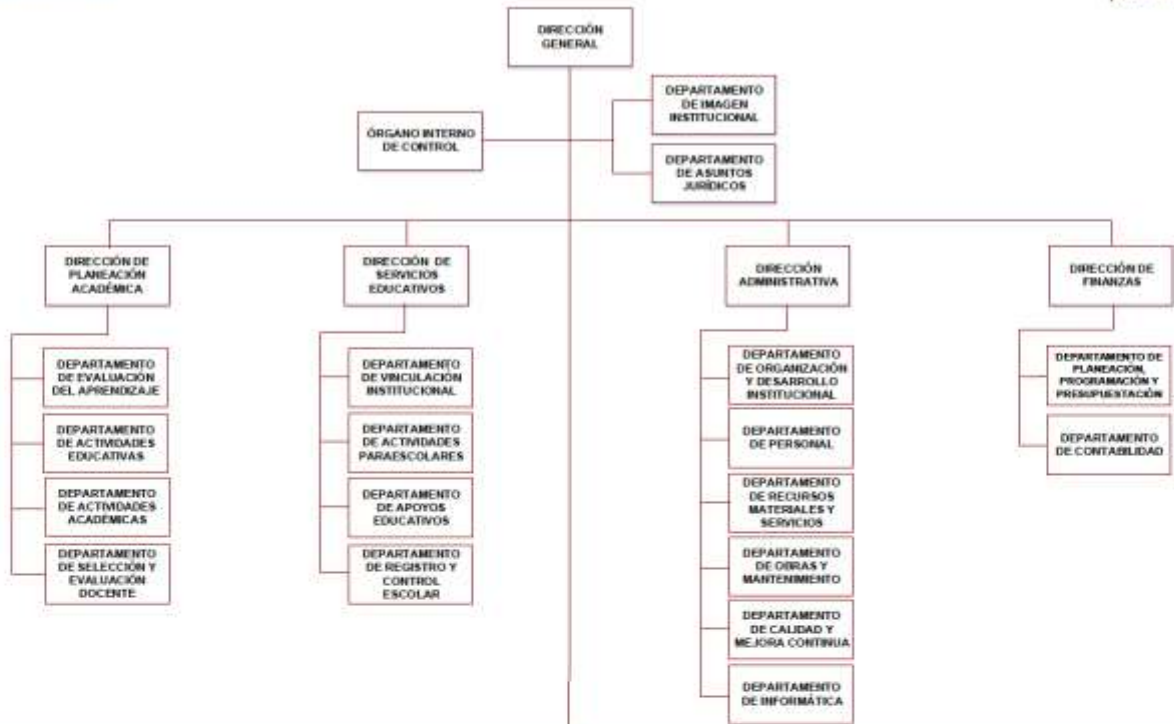 DIRECCIÓN
GENERAL
DEPARTAMENTO
DE IMAGEN
INSTITUCIONAL
ÓRGANO INTERNO
DE CONTROL
DEPARTAMENTO
DE ASUNTOS
JURÍDICOS
DIRECCIÓN DE
PLANEACIÓN
ACADÉMICA
DIRECCIÓN DE
SERVICIOS
EDUCATIVOS
DIRECCIÓN
ADMINISTRATIVA
DIRECCIÓN DE
FINANZAS
DEPARTAMENTO
DE EVALUACIÓN
DEL APRENDIZAJE
DEPARTAMENTO
DE ACTIVIDADES
EDUCATIVAS
DEPARTAMENTO
DE ACTIVIDADES
ACADÉMICAS
DEPARTAMENTO
DE SELECCIÓN Y
EVALUACIÓN
DOCENTE
DEPARTAMENTO
DE VINCULACIÓN
INSTITUCIONAL
DEPARTAMENTO
DE ACTIVIDADES
PARAESCOLARES
DEPARTAMENTO
DE APOYOS
EDUCATIVOS
DEPARTAMENTO
DE REGISTRO Y
CONTROL
ESCOLAR
DEPARTAMENTO
DE ORGANIZACIÓN
Y DESARROLLO
INSTITUCIONAL
DEPARTAMENTO
DE PERSONAL
DEPARTAMENTO
DE RECURSOS
MATERIALES Y
SERVICIOS
DEPARTAMENTO
DE OBRAS Y
MANTENIMIENTO
DEPARTAMENTO
DE CALIDAD Y
MEJORA CONTINUA
DEPARTAMENTO
DE INFORMÁTICA
DEPARTAMENTO DE
PLANEACIÓN,
PROGRAMACIÓN Y
PRESUPUESTACIÓN
DEPARTAMENTO
DE CONTABILIDAD